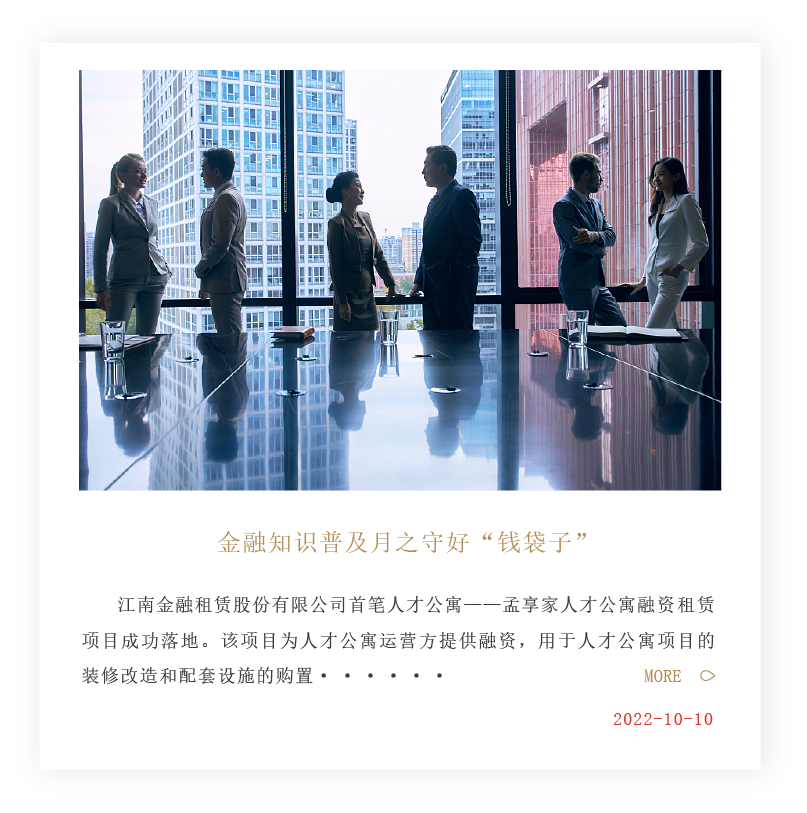 金融知识普及月之守好“钱袋子”
江南金融租赁股份有限公司首笔人才公寓——孟享家人才公寓融资租赁
项目成功落地。该项目为人才公寓运营方提供融资，用于人才公寓项目的
装修改造和配套设施的购置・・・・・・ MORE
2022-10-10